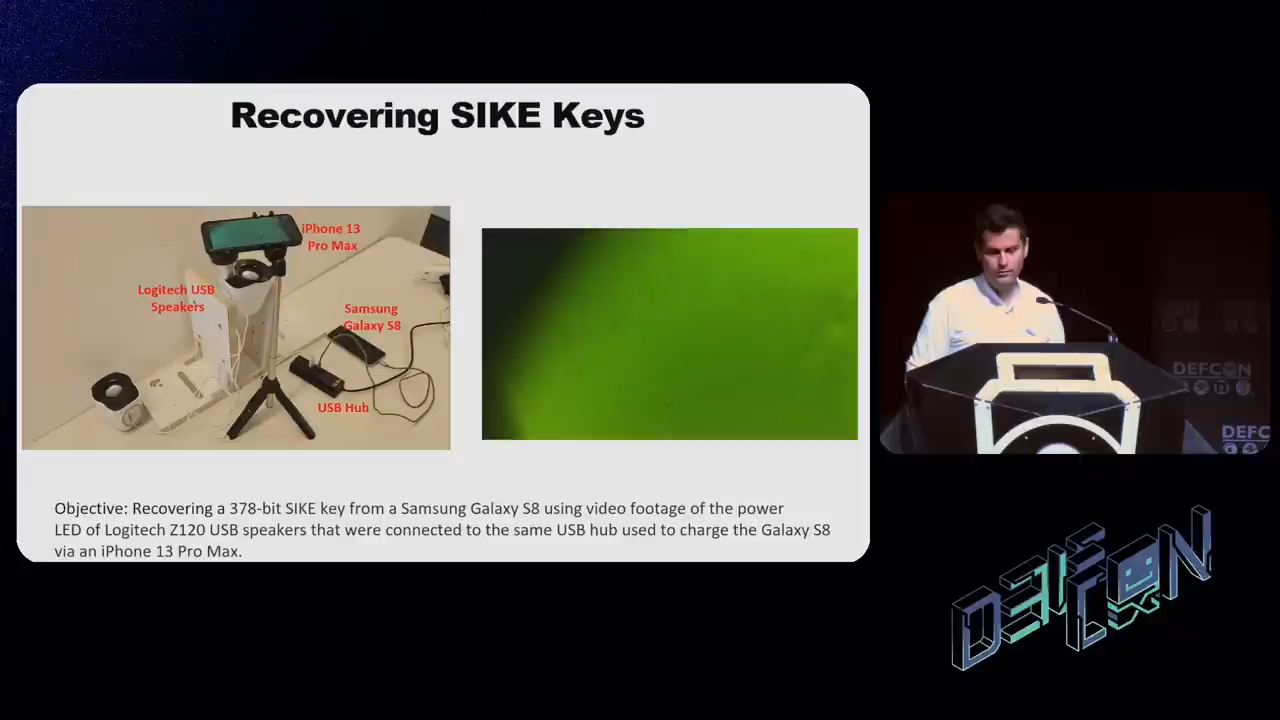 Recovering SIKE Keys
iPhone 13
Pro Max
Logitech USB
Speakers
Samsung
Galaxy S8
USB Hub
Objective: Recovering a 378-bit SIKE key from a Samsung Galaxy S8 using video footage of the power
LED of Logitech Z120 USB speakers that were connected to the same USB hub used to charge the Galaxy S8
via an iPhone 13 Pro Max.
DEFCON
DEFC
DEFCON